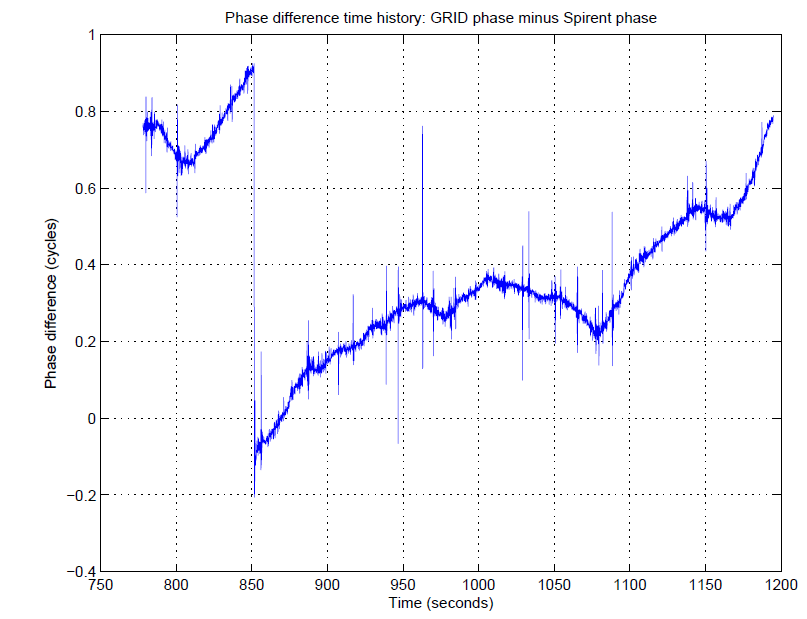 Phase difference time history: GRID phase minus Spirent phase
1
0.8
0.6
0.4
0.2
0
−0.2
−0.4
Phase difference (cycles)
750 800 850 900 950 1000 1050 1100 1150 1200
Time (seconds)